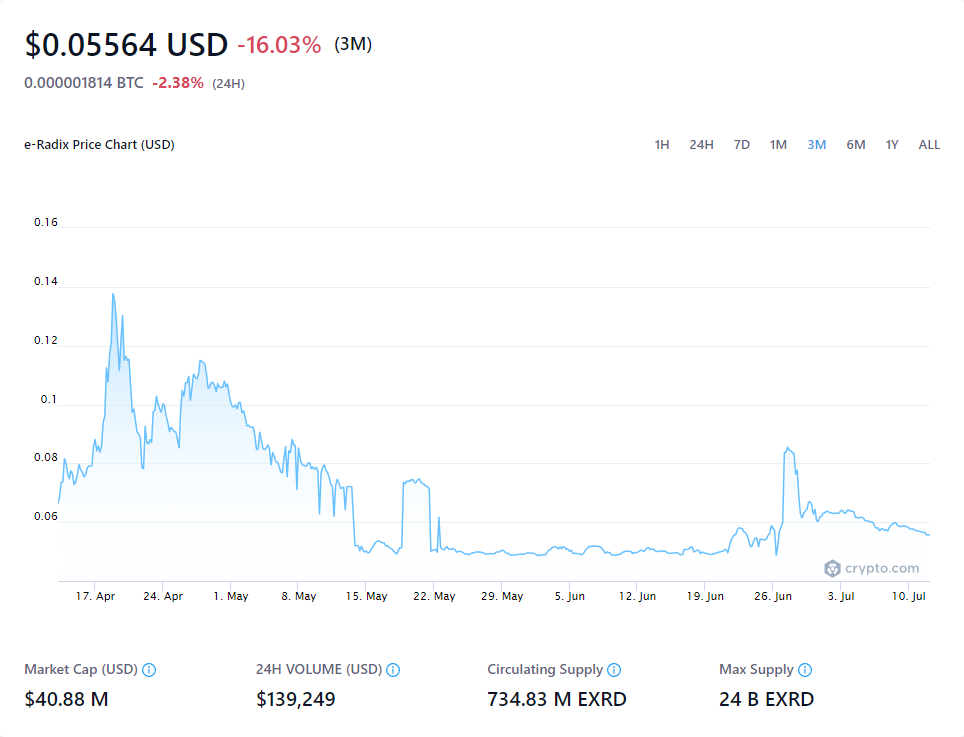 $0.05564 USD -16.03% (3M)
0.000001814 BTC -2.38% (24H)
e-Radix Price Chart (USD) 1H 24H 7D 1M 3M 6M 1Y ALL
0.16
0.14
0.12
0.1
0.08
0.06
crypto.com
17. Apr 24. Apr 1. May 8. May 15. May 22. May 29. May 5. Jun 12. Jun 19. Jun 26. Jun 3. Jul 10. Jul
Market Cap (USD) 24H VOLUME (USD) Circulating Supply Max Supply
$40.88 M $139,249 734.83 M EXRD 24 B EXRD